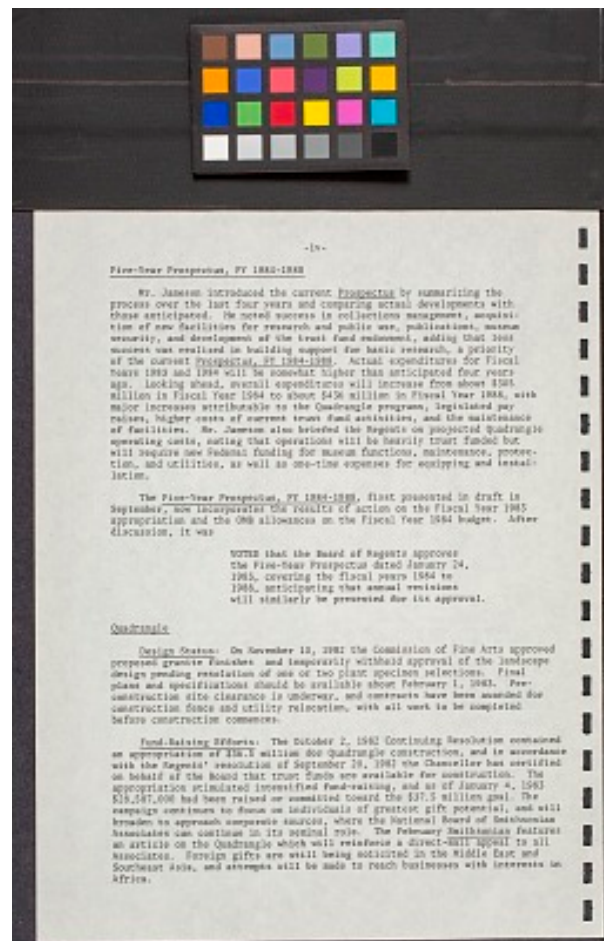 Five-Year Prospectus, FY 1984-1988
Mr. Jameson introduced the current Prospectus by summarizing the
process over the last four years and comparing actual developments with
those anticipated. He noted success in collections management, acquisi-
tion of new facilities for research and public use, publications, museum
security, and development of the trust fund endowment, adding that less
success was realized in building support for basic research, a priority
of the current Prospectus, FY 1984-1988. Actual expenditures for Fiscal
Years 1983 and 1984 will be somewhat higher than anticipated four years
ago. Looking ahead, overall expenditures will increase from about
million in Fiscal Year 1984 to about $436 million in Fiscal Year 1988, with
major increases attributable to the Quadrangle programs, legislated pay
raises, higher costs of current trust fund activities, and the maintenance
of facilities. Mr. Jameson also briefed the Regents on projected Quadrangle
operating costs, noting that operations will be heavily trust funded but
will require new Federal funding for museum functions, maintenance, protec-
tion, and utilities, as well as one-time expenses for equipping and instal-
lation.
The Five-Year Prospectus, FY 1984-1988, first presented in draft in
September, now incorporates the results of action on the Fiscal Year 1983
appropriation and the OMB allowances on the Fiscal Year 1984 budget. After
discussion, it was
VOTED that the Board of Regents approves
the Five-Year Prospectus dated January 24,
1983, covering the fiscal years 1984 to
1988, anticipating that annual revisions
will similarly be presented for its approval.
Quadrangle
Design Status: On November 10, 1982 the Commission of Fine Arts approved
proposed granite finishes and temporarily withheld approval of the landscape
design pending resolution of one or two plant specimen selections. Final
plans and specifications should be available about February 1, 1983. Pre-
construction site clearance is underway, and contracts have been awarded for
construction fence and utility relocation, with all work to be completed
before construction commences.
Fund-Raising Efforts: The October 2, 1982 Continuing Resolution contained
an appropriation of $36.5 million for Quadrangle construction, and in accordance
with the Regents' resolution of September 20, 1982 the Chancellor has certified
on behalf of the Board that trust funds are available for construction. The
appropriation stimulated intensified fund-raising, and as of January 4, 1983
had been raised or committed toward the $37.5 million goal. The
campaign continues to focus on individuals of greatest gift potential, and will
broaden to approach corporate sources, where the National Board of Smithsonian
Associates can continue in its seminal role. The February Smithsonian features
an article on the Quadrangle which will reinforce a direct-mail appeal to all
Associates. Foreign gifts are still being solicited in the Middle East and
Southeast Asia, and attempts will be made to reach businesses with interests in
Africa.